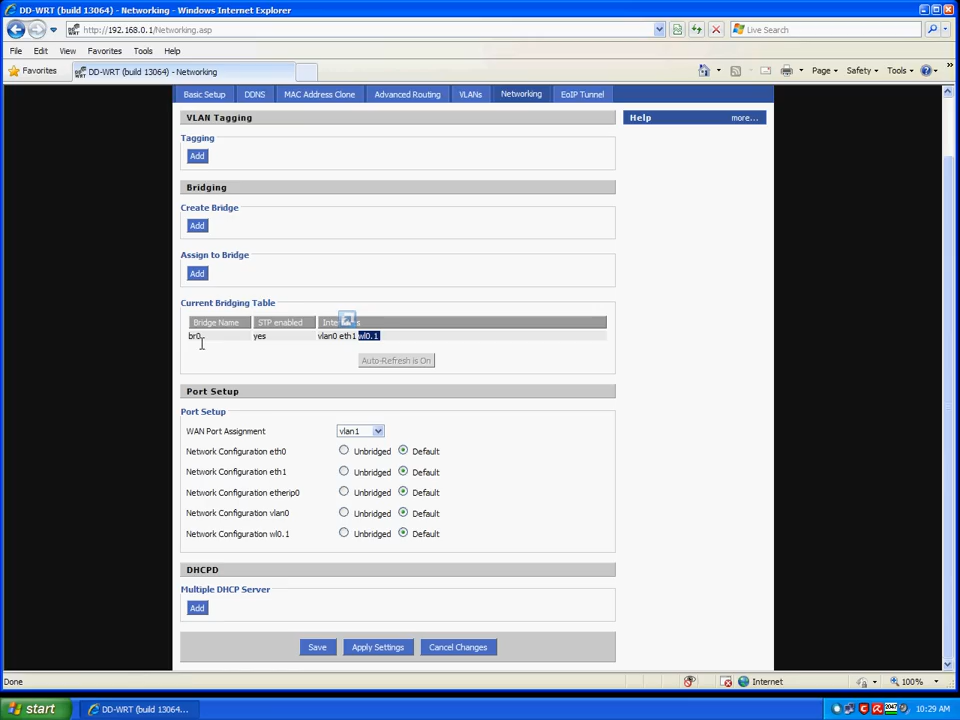 DD-WRT (build 13064) - Networking - Windows Internet Explorer
http://192.168.0.1/Networking.asp
Live Search
File Edit View Favorites Tools Help
Favorites DD-WRT (build 13064) - Networking Page Safety Tools
Basic Setup DDNS MAC Address Clone Advanced Routing VLANs Networking EoIP Tunnel
VLAN Tagging Help more...
Tagging
Add
Bridging
Create Bridge
Add
Assign to Bridge
Add
Current Bridging Table
Bridge Name STP enabled
br0 yes vlan0 eth1 wl0.1
Auto-Refresh is On
Port Setup
Port Setup
WAN Port Assignment vlan1
Network Configuration eth0 Unbridged Default
Network Configuration eth1 Unbridged Default
Network Configuration etherip0 Unbridged Default
Network Configuration vlan0 Unbridged Default
Network Configuration wl0.1 Unbridged Default
DHCPD
Multiple DHCP Server
Add
Save Apply Settings Cancel Changes
Done Internet 100%
start DD-WRT (build 13064... 10:29 AM